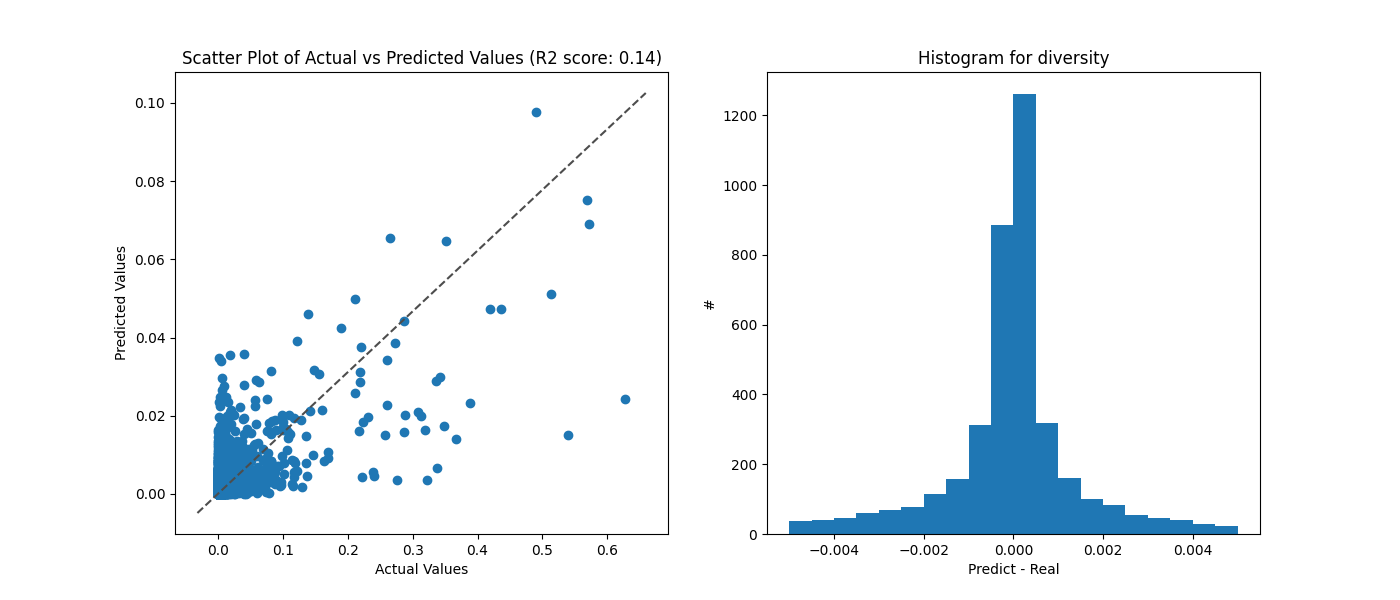 Scatter Plot of Actual vs Predicted Values (R2 score: 0.14)
0.10
0.08
0.06
0.04
0.02
0.00
Predicted Values
0.0 0.1 0.2 0.3 0.4 0.5 0.6
Actual Values
Histogram for diversity
1200
1000
800
600
400
200
0
#
−0.004 −0.002 0.000 0.002 0.004
Predict - Real